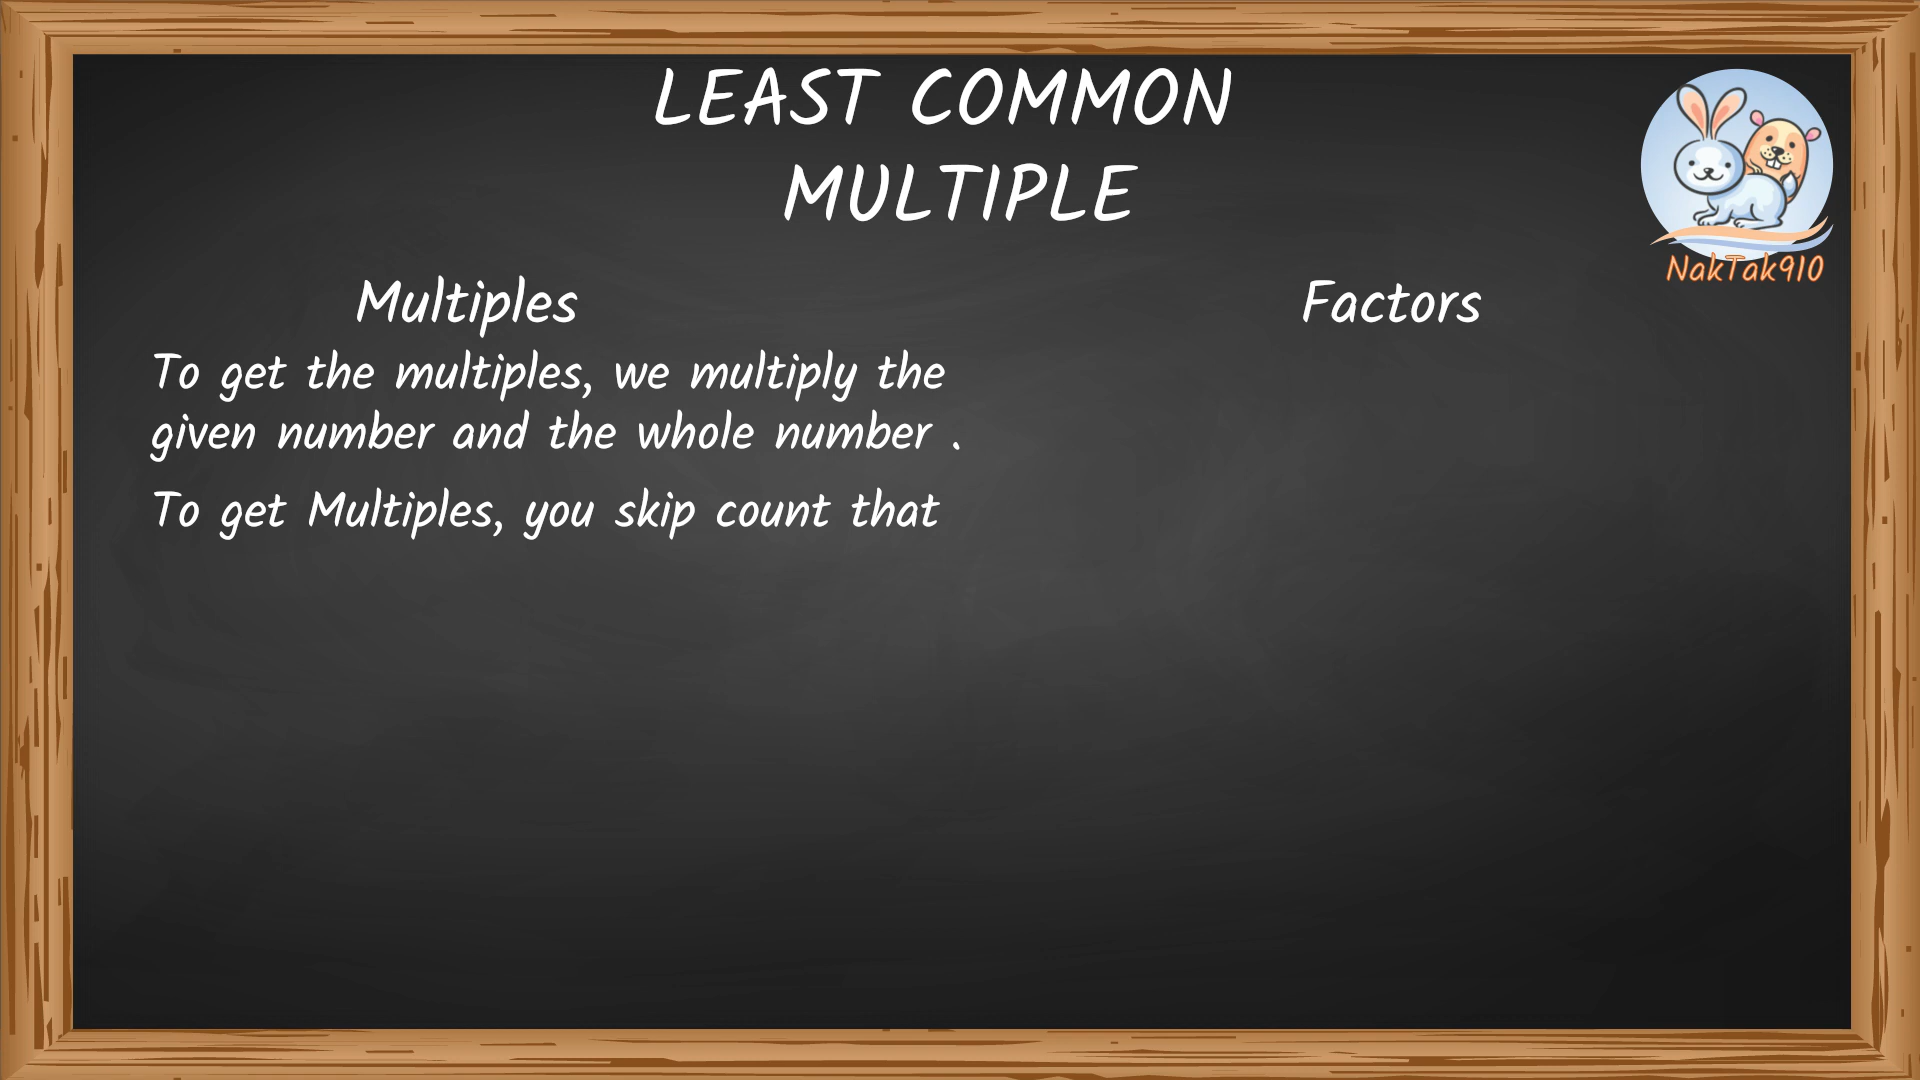 LEAST COMMON
MULTIPLE
NakTak910
Multiples
Factors
To get the multiples, we multiply the
given number and the whole number .
To get Multiples, you skip count that